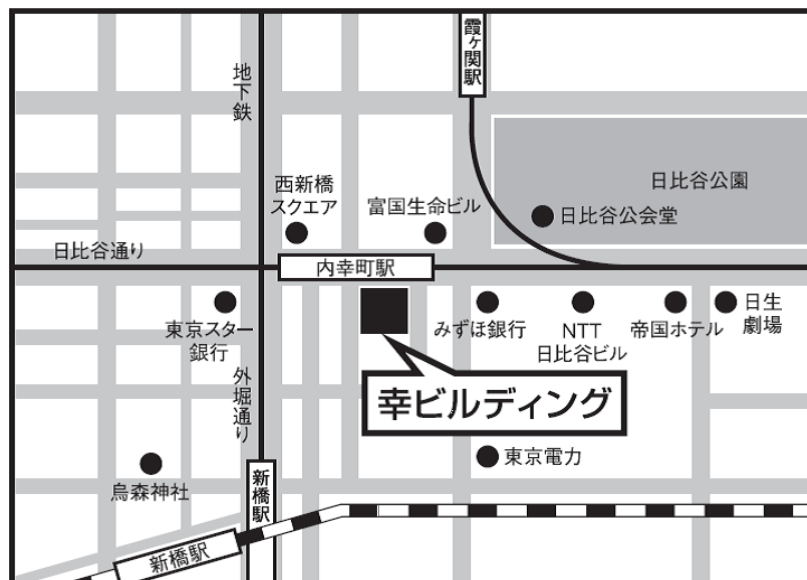 霞ヶ関駅
地下鉄
日比谷公園
西新橋
スクエア
富国生命ビル
日比谷公会堂
日比谷通り
内幸町駅
東京スター
銀行
みずほ銀行
NTT
日比谷ビル
帝国ホテル
日生
劇場
外堀通り
幸ビルディング
東京電力
烏森神社
新橋駅
新橋駅